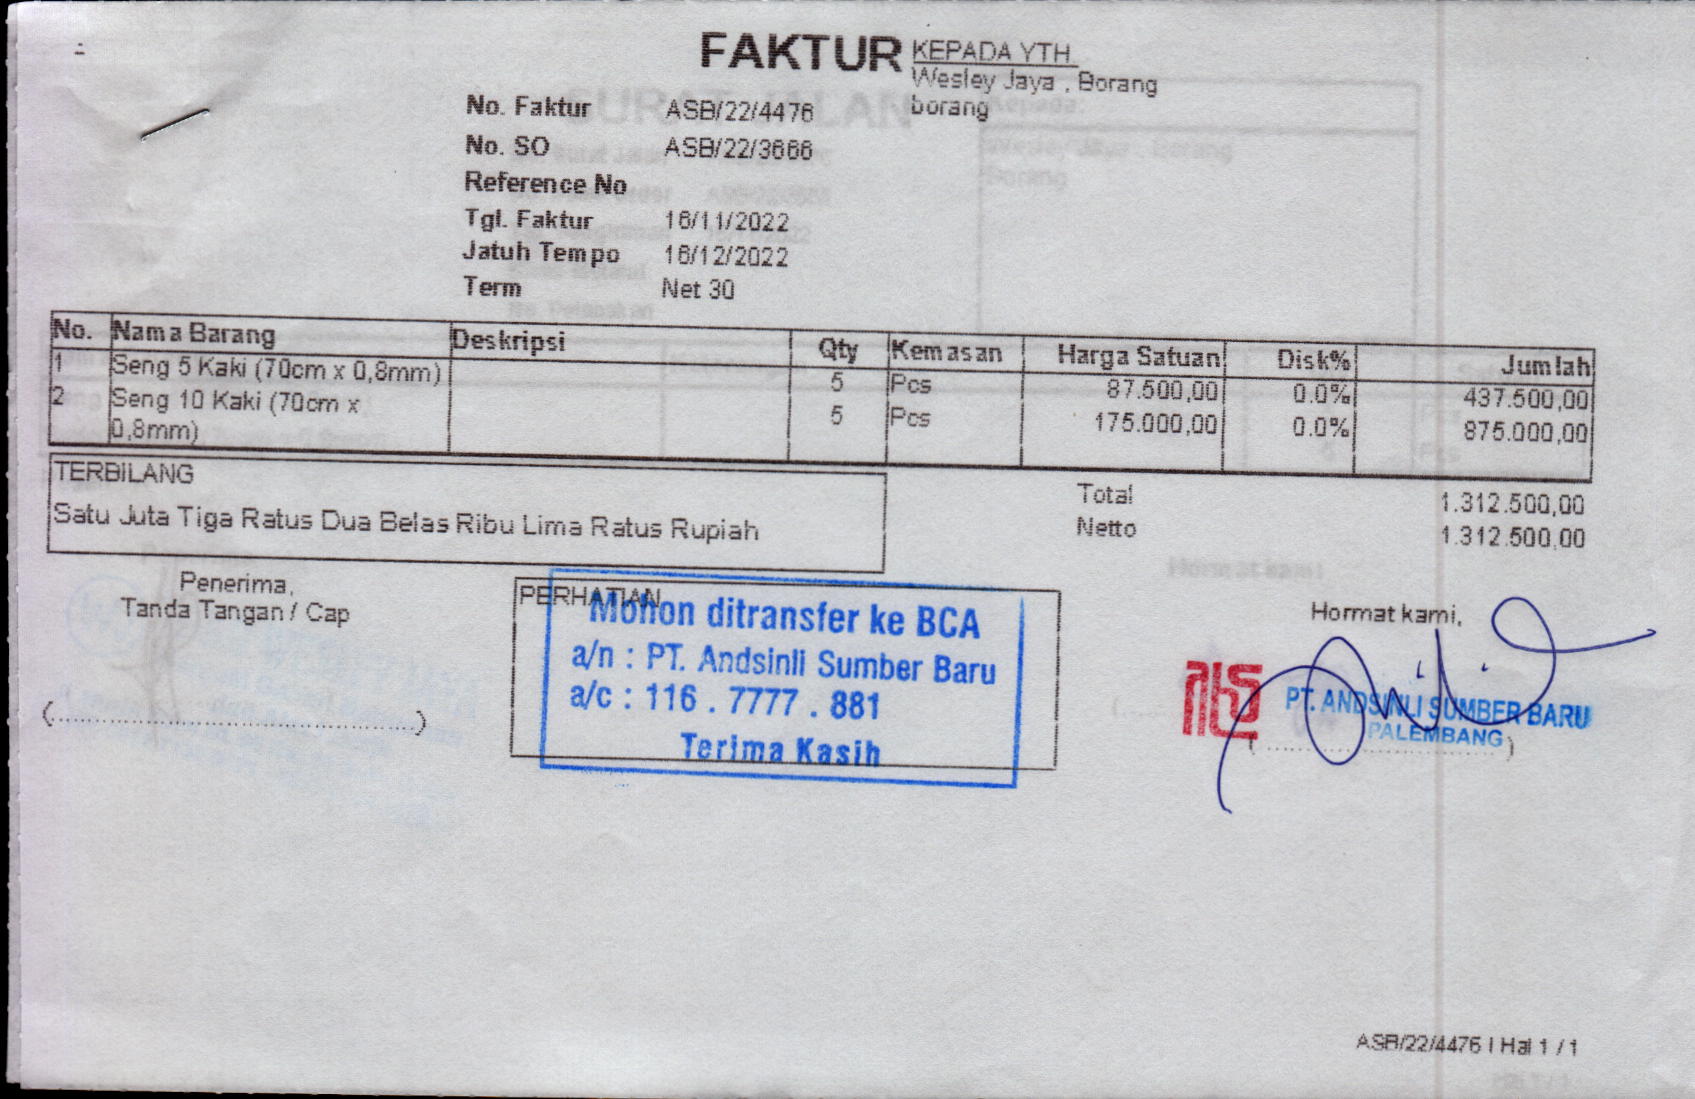 FAKTUR
KEPADA YTH.
Wesley Jaya , Borang
borang
No. Faktur ASB/22/4476
No. SO ASB/22/3666
Reference No
Tgl. Faktur 16/11/2022
Jatuh Tempo 16/12/2022
Term Net 30
No. Nama Barang Deskripsi Qty Kemasan Harga Satuan Disk% Jumlah
1 Seng 5 Kaki (70cm x 0,8mm) 5 Pcs 87.500,00 0.0% 437.500,00
2 Seng 10 Kaki (70cm x 5 Pcs 175.000,00 0.0% 875.000,00
0,8mm)
TERBILANG
Satu Juta Tiga Ratus Dua Belas Ribu Lima Ratus Rupiah
Total 1.312.500,00
Netto 1.312.500,00
Penerima,
Tanda Tangan / Cap
(........................................)
PERHATIAN
Mohon ditransfer ke BCA
a/n : PT. Andsinli Sumber Baru
a/c : 116 . 7777 . 881
Terima Kasih
Hormat kami,
PT. ANDSINLI SUMBER BARU
PALEMBANG
ASB/22/4476 | Hal 1 / 1